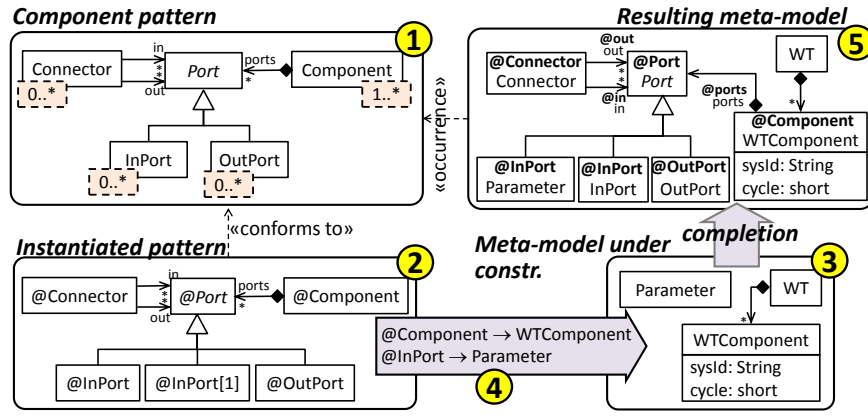 Component pattern
1
in
Connector
*
*
out
0..*
Port
ports
*
Component
1..*
InPort
0..*
OutPort
0..*
«occurrence»
«conforms to»
Resulting meta-model
5
@Connector
Connector
@out
out
*
*
@in
in
@Port
Port
@ports
ports
WT
*
@Component
WTComponent
sysId: String
cycle: short
@InPort
Parameter
@InPort
InPort
@OutPort
OutPort
Instantiated pattern
2
@Connector
in
*
*
out
@Port
ports
*
@Component
@InPort
@InPort[1]
@OutPort
@Component → WTComponent
@InPort → Parameter
4
Meta-model under
constr.
completion
3
Parameter
WT
*
WTComponent
sysId: String
cycle: short